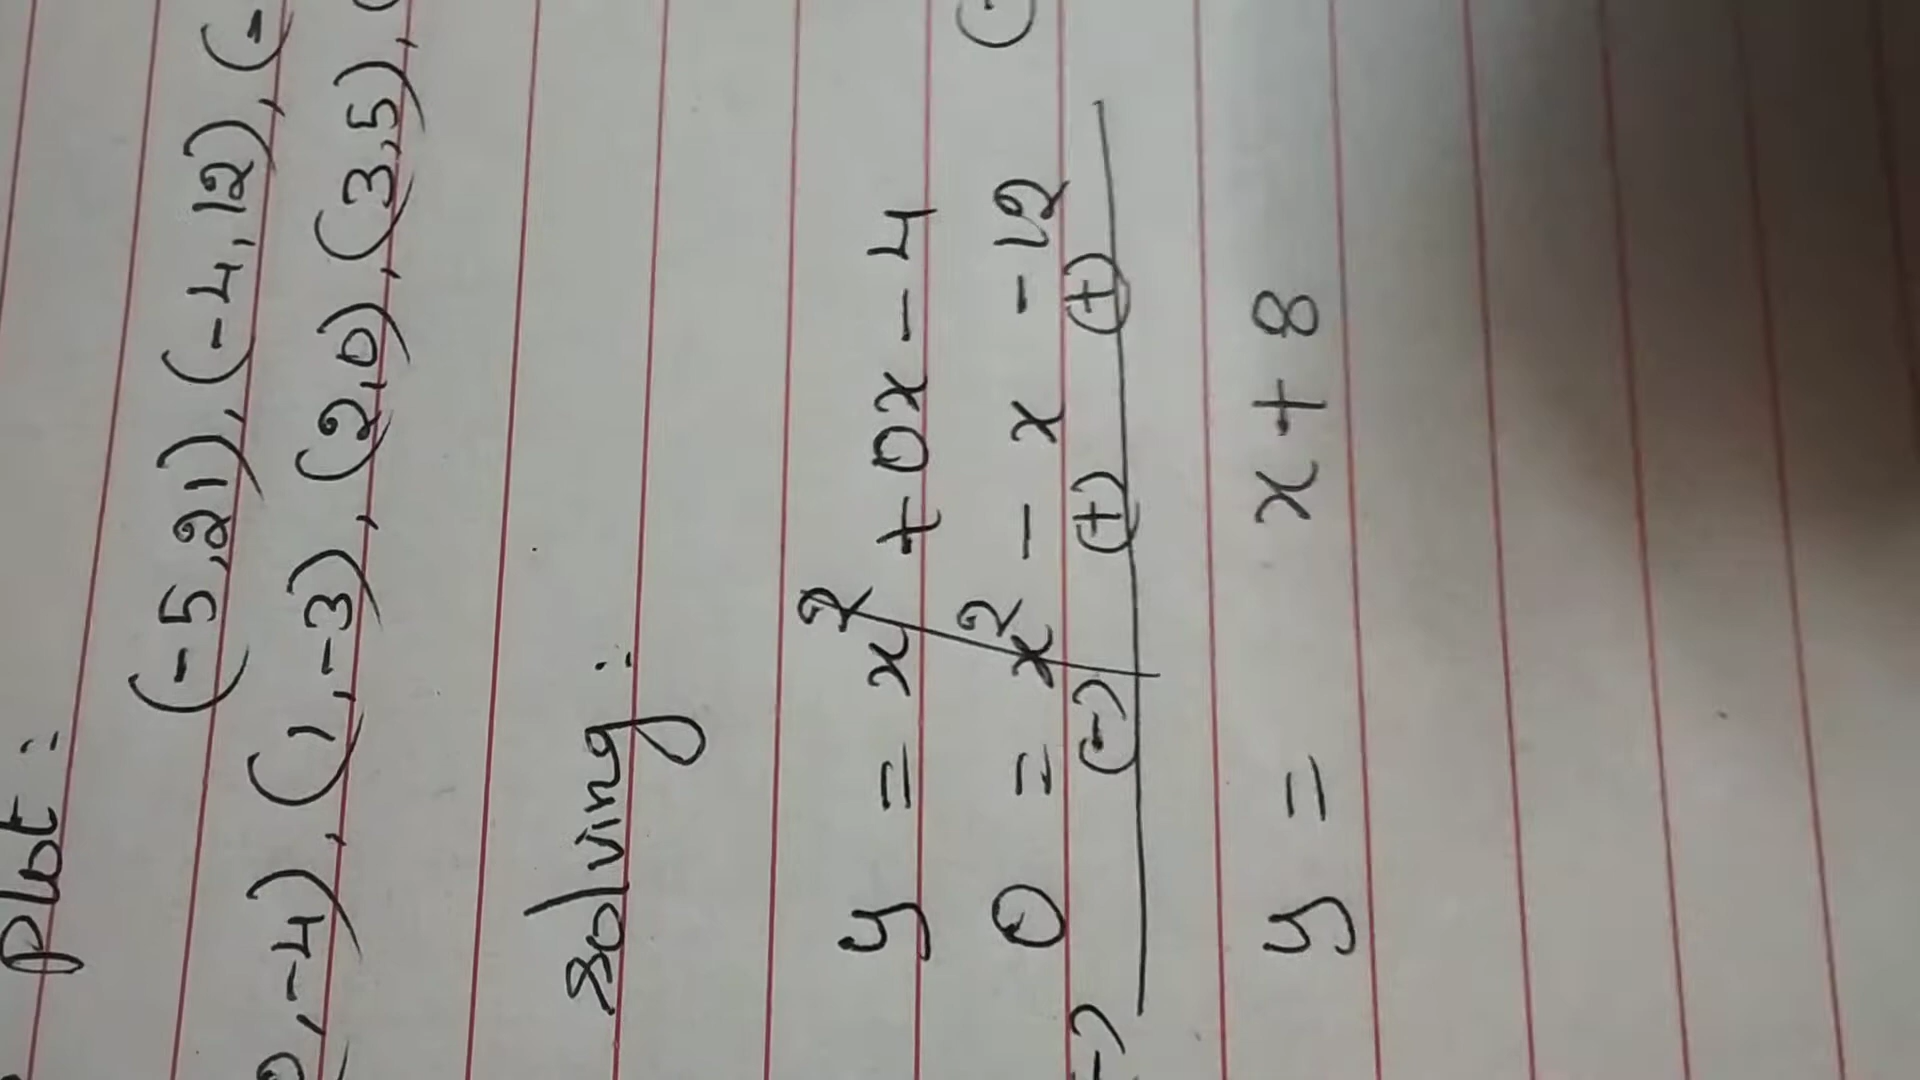 Plot :
(-5,21), (-4,12), (-
,-4), (1,-3), (2,0), (3,5),
Solving :
y = x² + 0x - 4
0 = x² - x - 12
(-) (-) (+) (+)
y = x + 8